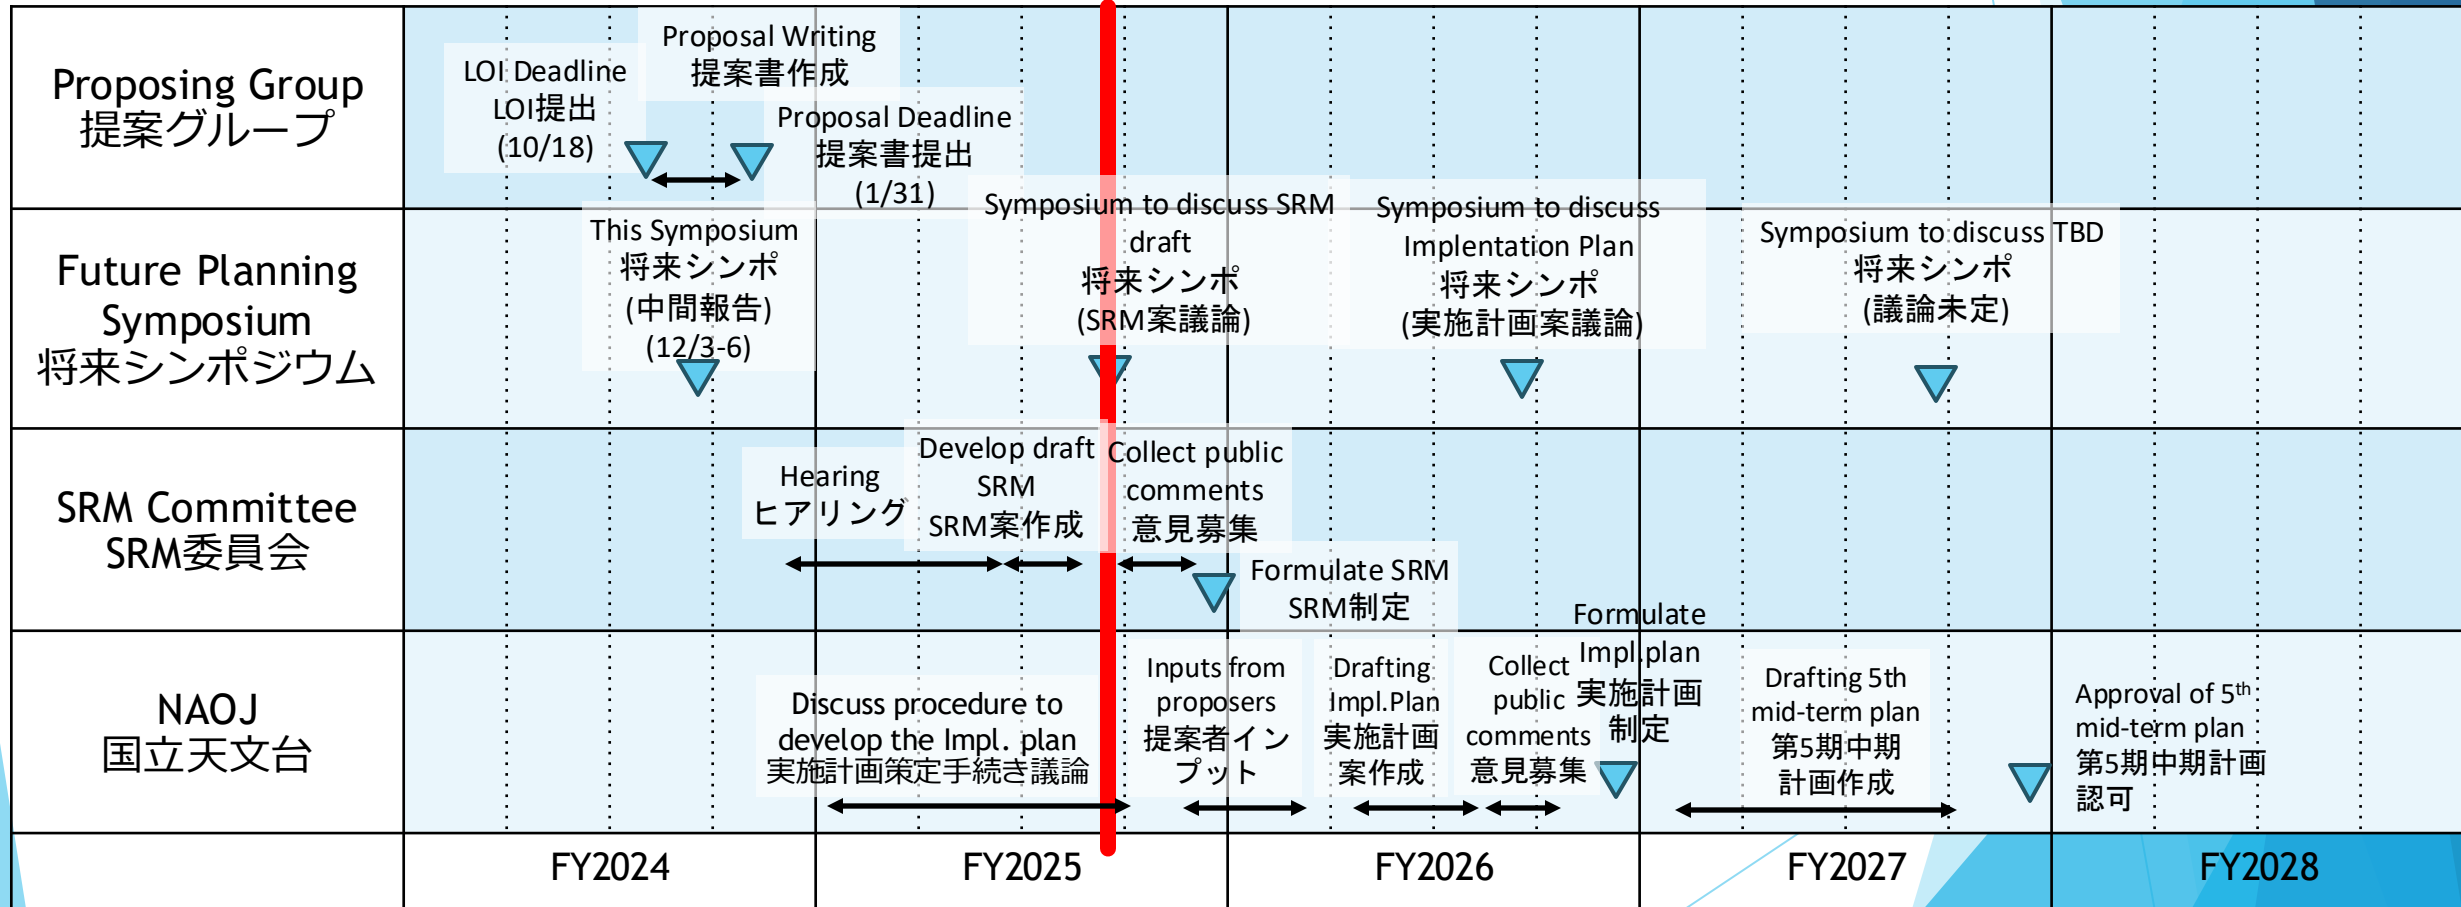 Proposing Group
提案グループ
LOI Deadline
LOI提出
(10/18)
Proposal Writing
提案書作成
Proposal Deadline
提案書提出
(1/31)
Future Planning
Symposium
将来シンポジウム
This Symposium
将来シンポ
(中間報告)
(12/3-6)
Symposium to discuss SRM
draft
将来シンポ
(SRM案議論)
Symposium to discuss
Implentation Plan
将来シンポ
(実施計画案議論)
Symposium to discuss TBD
将来シンポ
(議論未定)
SRM Committee
SRM委員会
Hearing
ヒアリング
Develop draft
SRM
SRM案作成
Collect public
comments
意見募集
Formulate SRM
SRM制定
NAOJ
国立天文台
Discuss procedure to
develop the Impl. plan
実施計画策定手続き議論
Inputs from
proposers
提案者イン
プット
Drafting
Impl.Plan
実施計画
案作成
Collect
public
comments
意見募集
Formulate
Impl.plan
実施計画
制定
Drafting 5th
mid-term plan
第5期中期
計画作成
Approval of 5th
mid-term plan
第5期中期計画
認可
FY2024
FY2025
FY2026
FY2027
FY2028